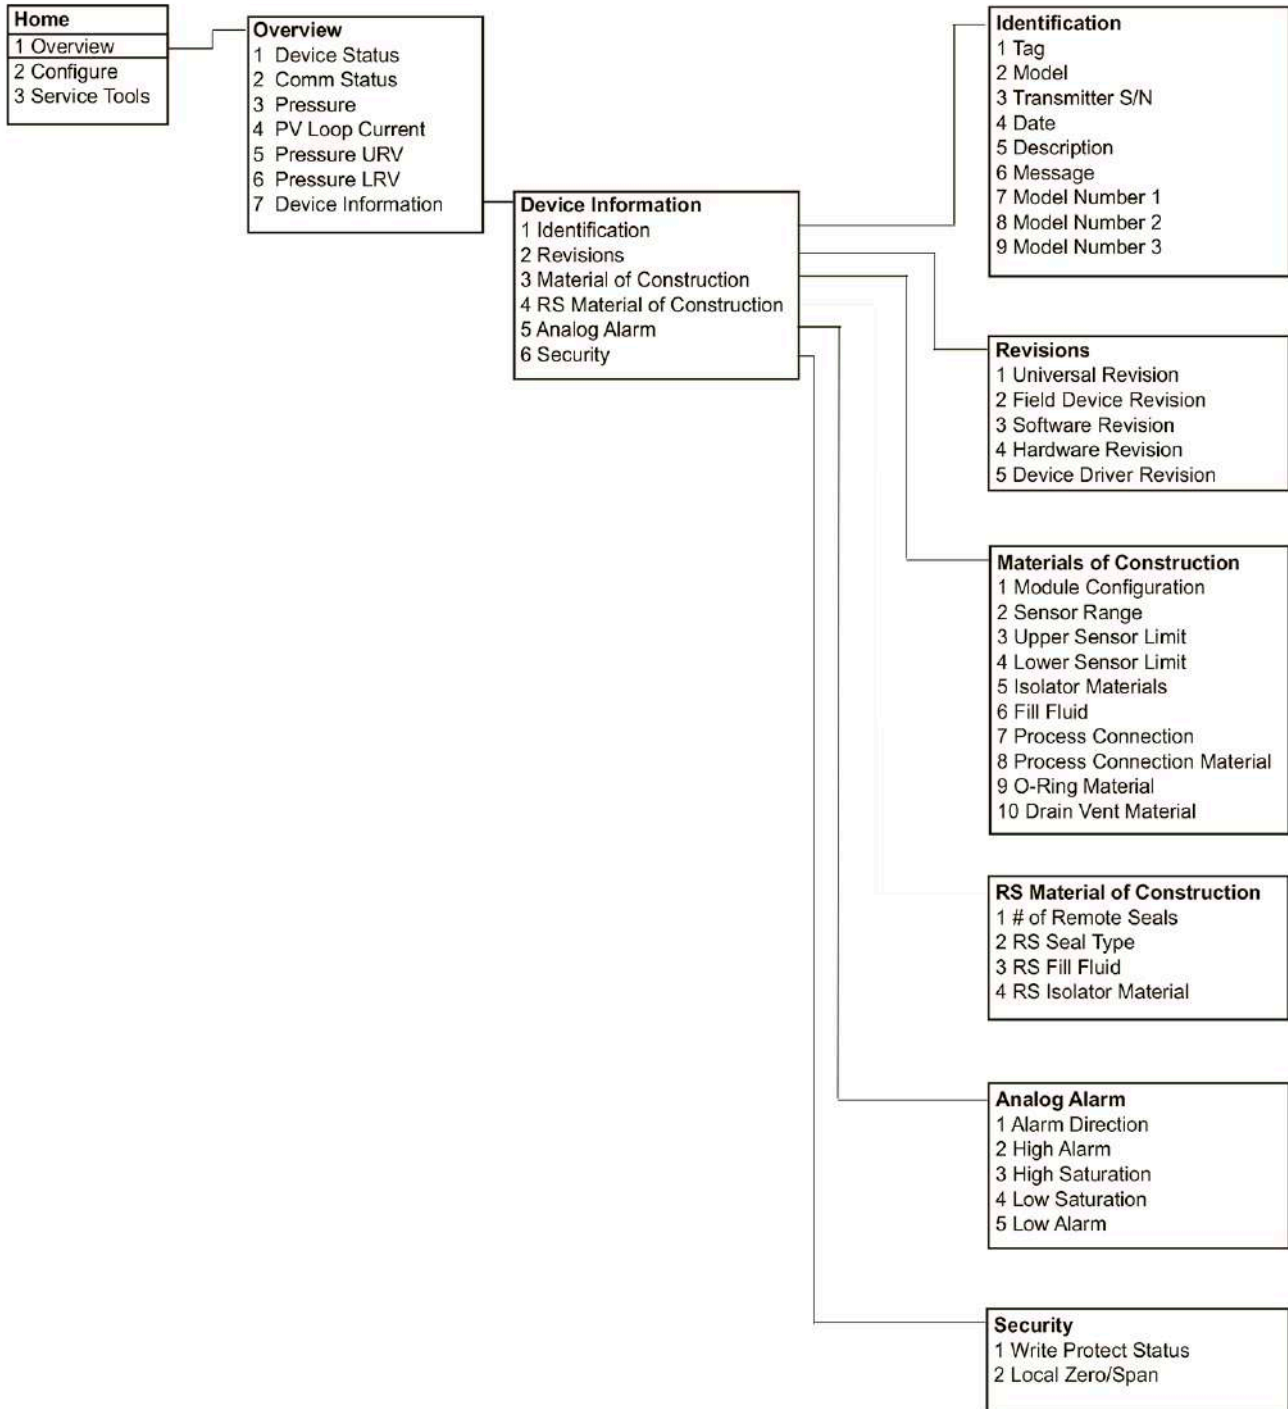 Home
1 Overview
2 Configure
3 Service Tools
Overview
1 Device Status
2 Comm Status
3 Pressure
4 PV Loop Current
5 Pressure URV
6 Pressure LRV
7 Device Information
Device Information
1 Identification
2 Revisions
3 Material of Construction
4 RS Material of Construction
5 Analog Alarm
6 Security
Identification
1 Tag
2 Model
3 Transmitter S/N
4 Date
5 Description
6 Message
7 Model Number 1
8 Model Number 2
9 Model Number 3
Revisions
1 Universal Revision
2 Field Device Revision
3 Software Revision
4 Hardware Revision
5 Device Driver Revision
Materials of Construction
1 Module Configuration
2 Sensor Range
3 Upper Sensor Limit
4 Lower Sensor Limit
5 Isolator Materials
6 Fill Fluid
7 Process Connection
8 Process Connection Material
9 O-Ring Material
10 Drain Vent Material
RS Material of Construction
1 # of Remote Seals
2 RS Seal Type
3 RS Fill Fluid
4 RS Isolator Material
Analog Alarm
1 Alarm Direction
2 High Alarm
3 High Saturation
4 Low Saturation
5 Low Alarm
Security
1 Write Protect Status
2 Local Zero/Span